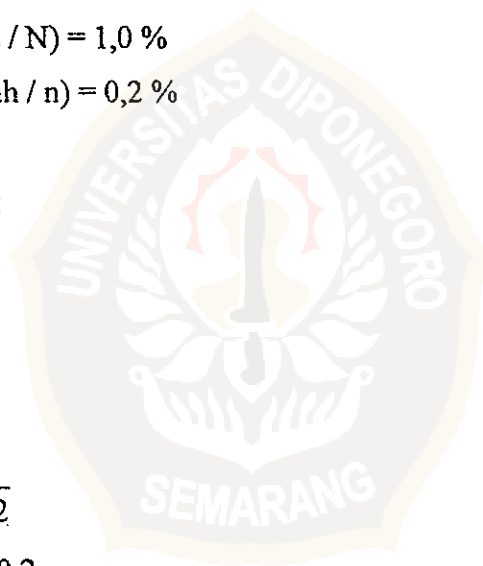 / N) = 1,0 %
h / n) = 0,2 %
UNIVERSITAS DIPONEGORO
SEMARANG
2
0,2